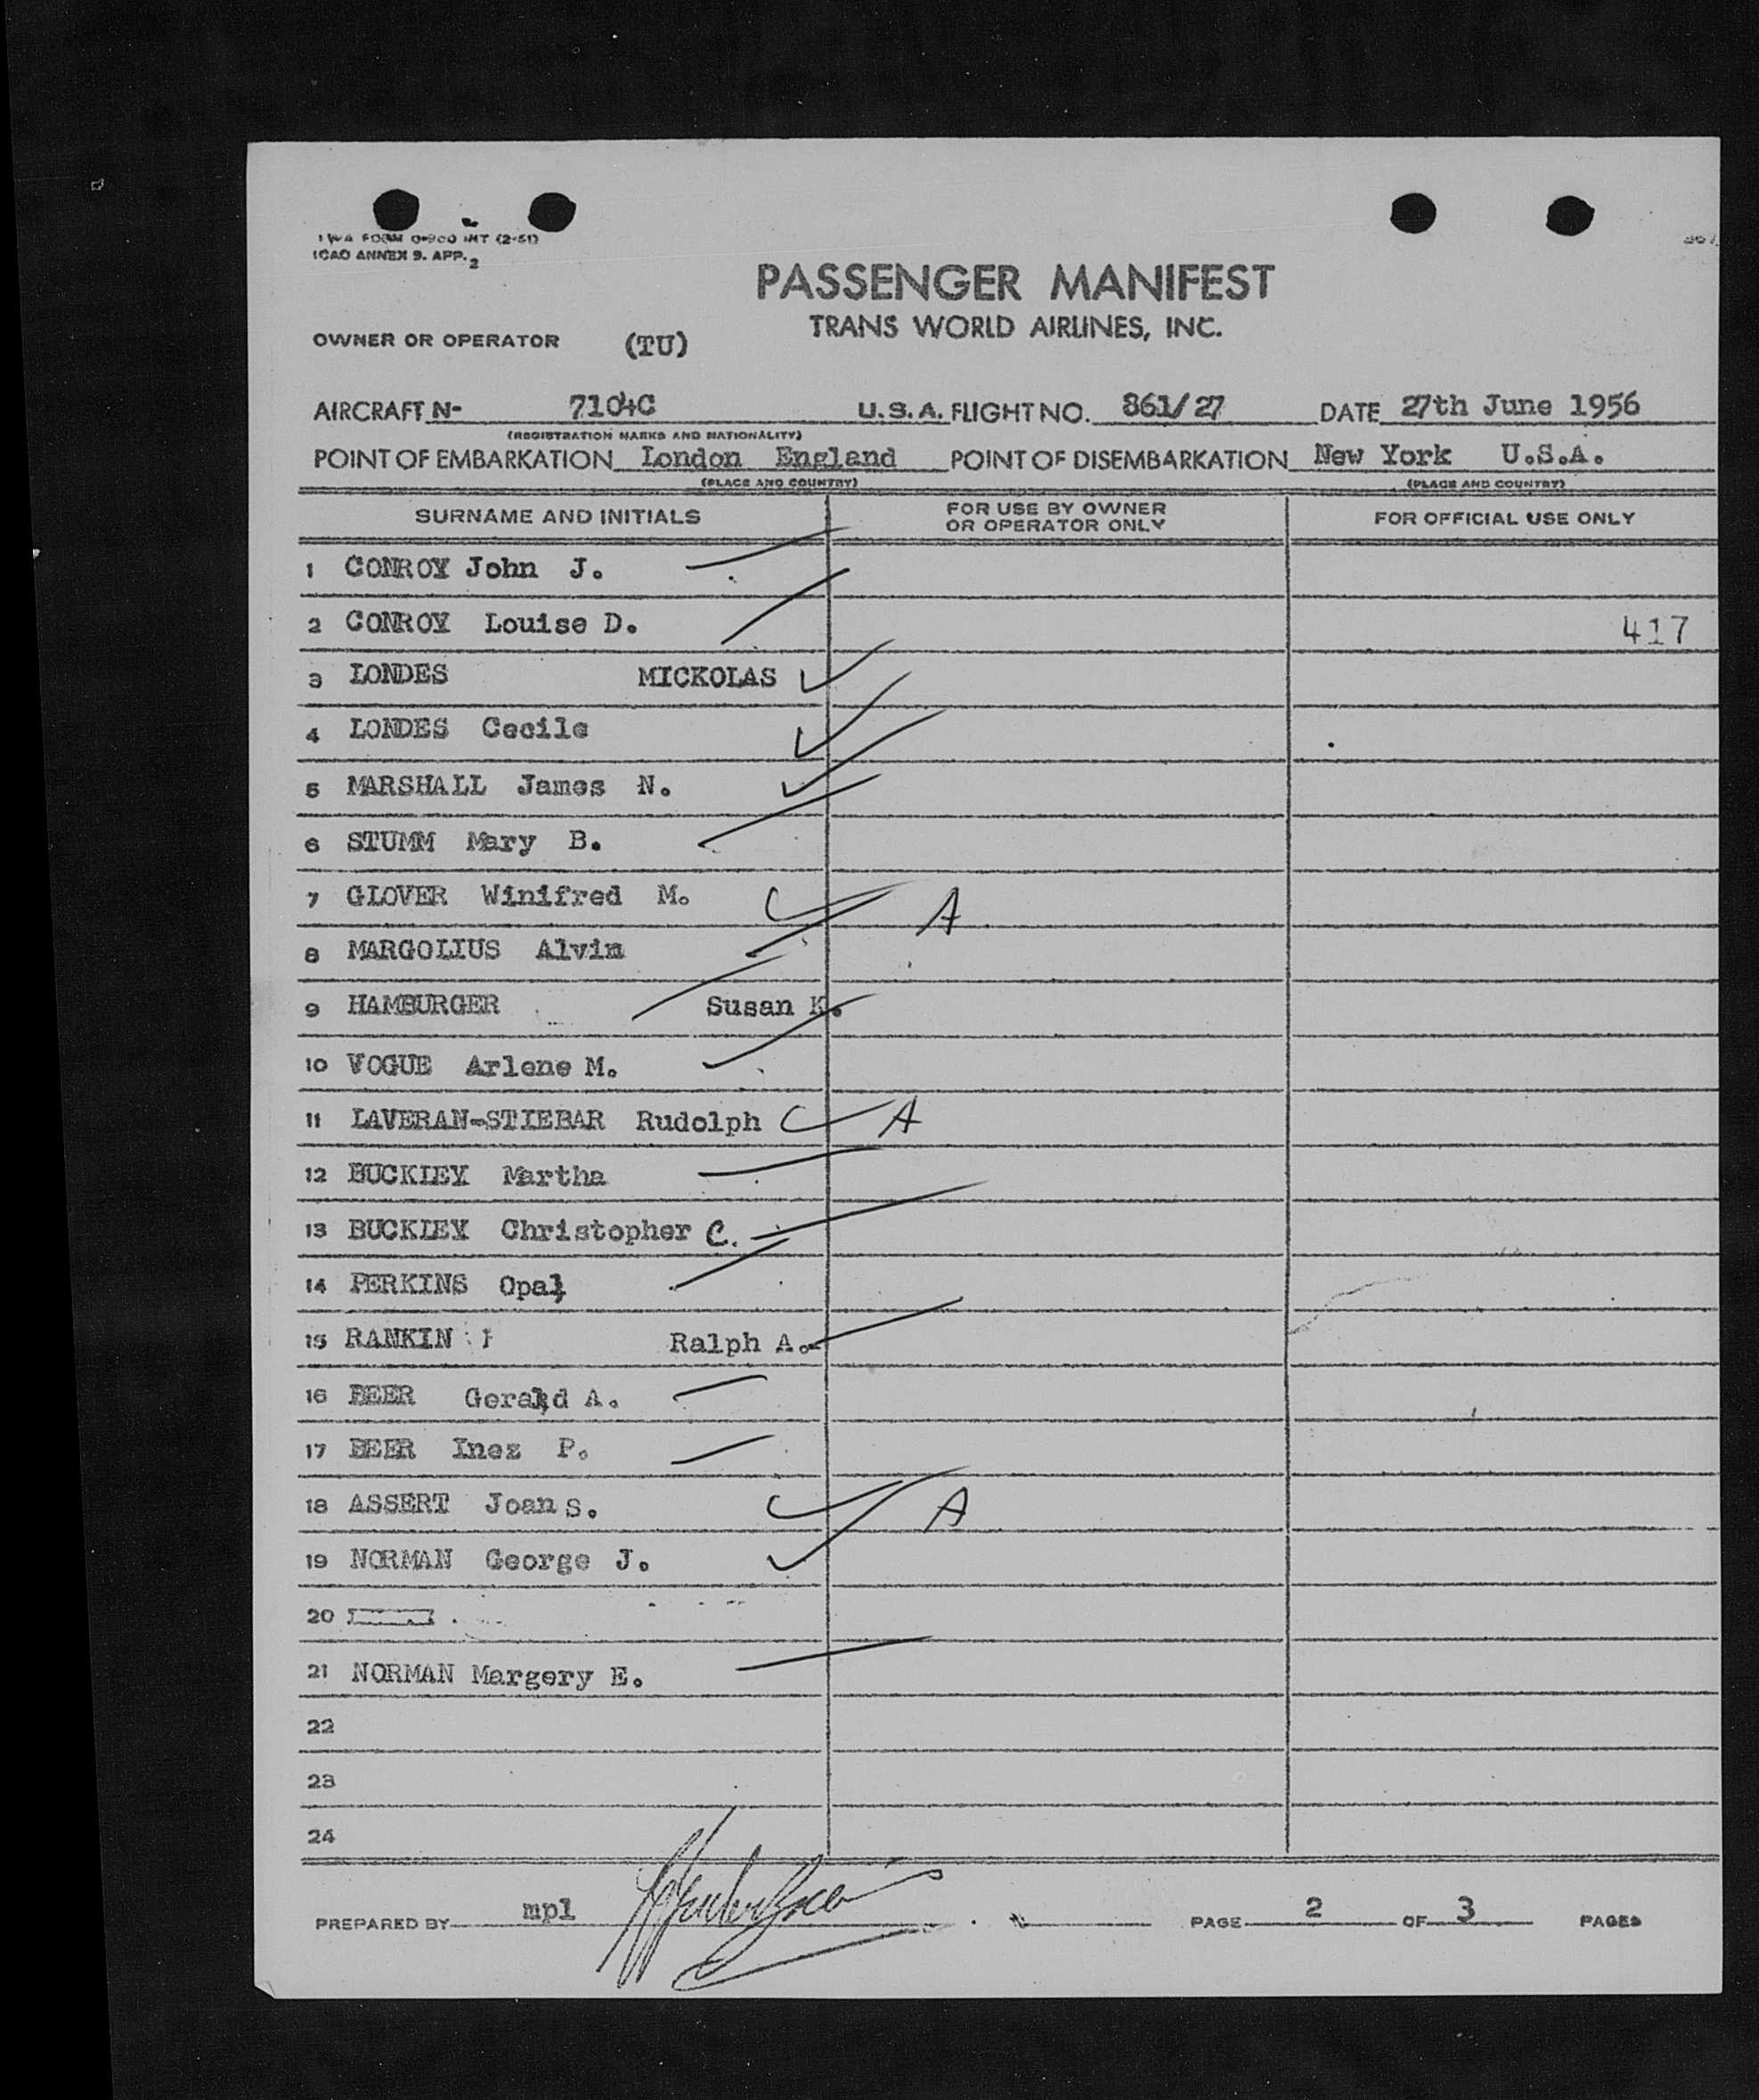 TWA FORM O-900 INT (2-51)
ICAO ANNEX 9. APP. 2
PASSENGER MANIFEST
TRANS WORLD AIRLINES, INC.
OWNER OR OPERATOR (TU)
AIRCRAFT N- 7104C U.S.A. FLIGHT NO. 861/27 DATE 27th June 1956
(REGISTRATION MARKS AND NATIONALITY)
POINT OF EMBARKATION London England POINT OF DISEMBARKATION New York U.S.A.
(PLACE AND COUNTRY) (PLACE AND COUNTRY)
SURNAME AND INITIALS FOR USE BY OWNER OR OPERATOR ONLY FOR OFFICIAL USE ONLY
1 CONROY John J.
2 CONROY Louise D. 417
3 LONDES MICKOLAS
4 LONDES Cecile
5 MARSHALL James N.
6 STUMM Mary B.
7 GLOVER Winifred M. A
8 MARGOLIUS Alvin
9 HAMBURGER Susan K.
10 VOGUE Arlene M.
11 LAVERAN-STIEBAR Rudolph A
12 BUCKLEY Martha
13 BUCKLEY Christopher C.
14 PERKINS Opal
15 RANKIN Ralph A.
16 BEER Gerald A.
17 BEER Inez P.
18 ASSERT Joan S. A
19 NORMAN George J.
20
21 NORMAN Margery E.
22
23
24
PREPARED BY mpl PAGE 2 OF 3 PAGES